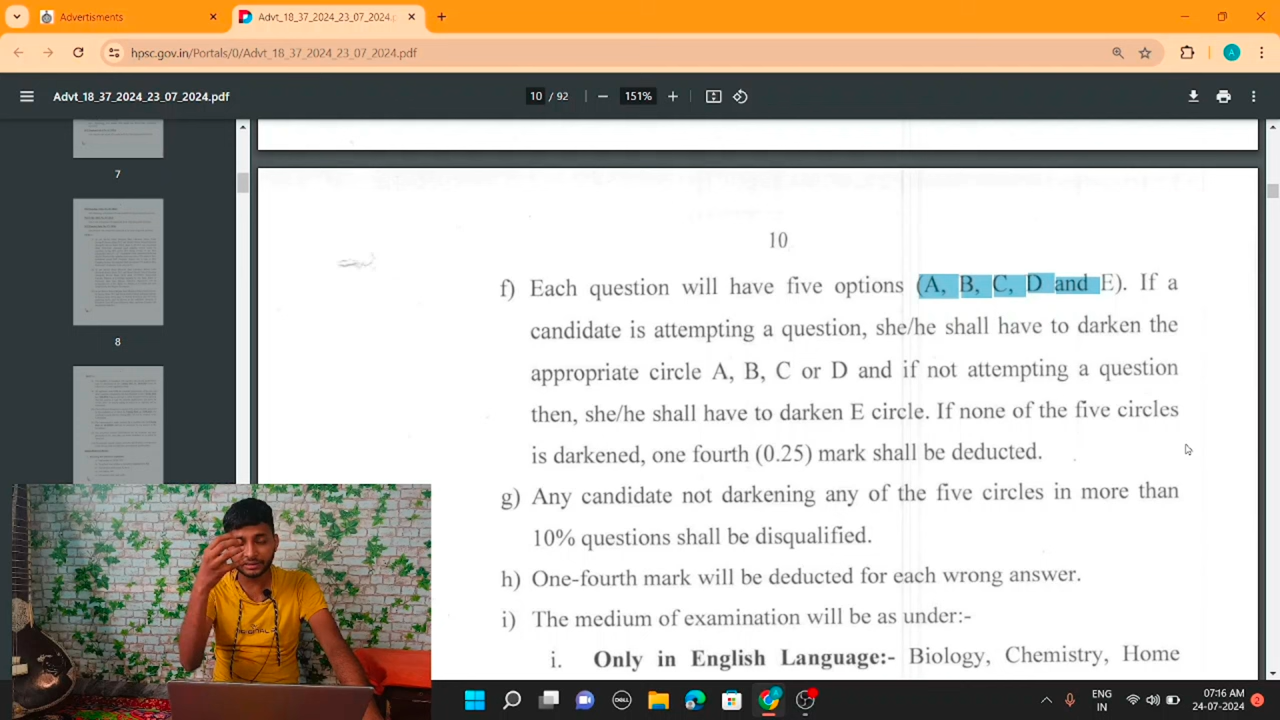 Advertisments
Advt_18_37_2024_23_07_2024.p
hpsc.gov.in/Portals/0/Advt_18_37_2024_23_07_2024.pdf
A
Advt_18_37_2024_23_07_2024.pdf
10 / 92
151%
7
8
10
f) Each question will have five options (A, B, C, D and E). If a
candidate is attempting a question, she/he shall have to darken the
appropriate circle A, B, C or D and if not attempting a question
then, she/he shall have to darken E circle. If none of the five circles
is darkened, one fourth (0.25) mark shall be deducted.
g) Any candidate not darkening any of the five circles in more than
10% questions shall be disqualified.
h) One-fourth mark will be deducted for each wrong answer.
i) The medium of examination will be as under:-
i. Only in English Language:- Biology, Chemistry, Home
DELL
ENG
IN
07:16 AM
24-07-2024
2